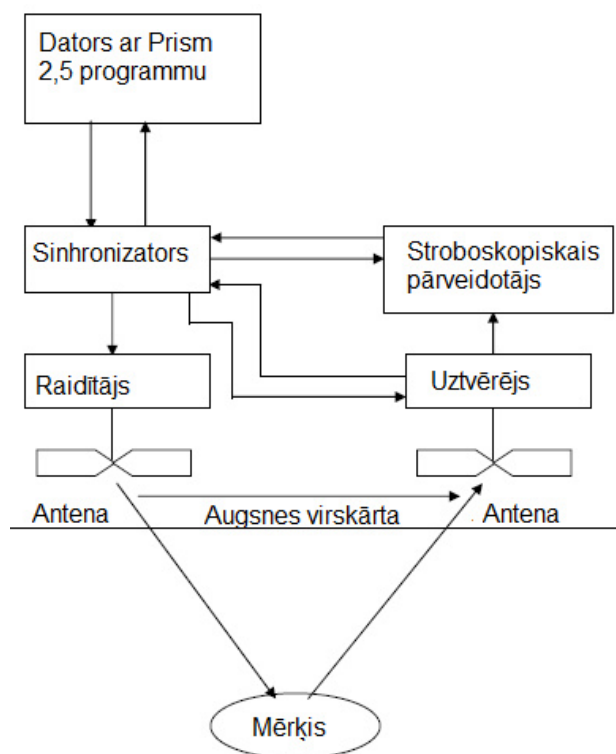 Dators ar Prism
2,5 programmu
Sinhronizators
Stroboskopiskais
pārveidotājs
Raidītājs
Uztvērējs
Antena
Augsnes virskārta
Antena
Mērķis